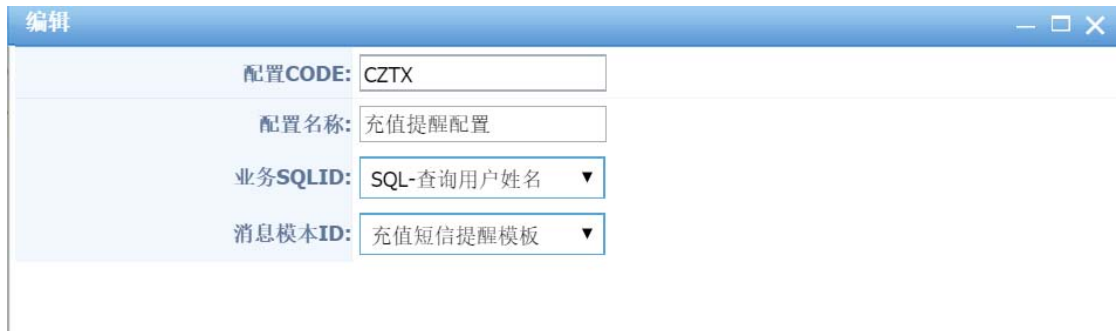 编辑
配置CODE: CZTX
配置名称: 充值提醒配置
业务SQLID: SQL-查询用户姓名
消息模本ID: 充值短信提醒模板